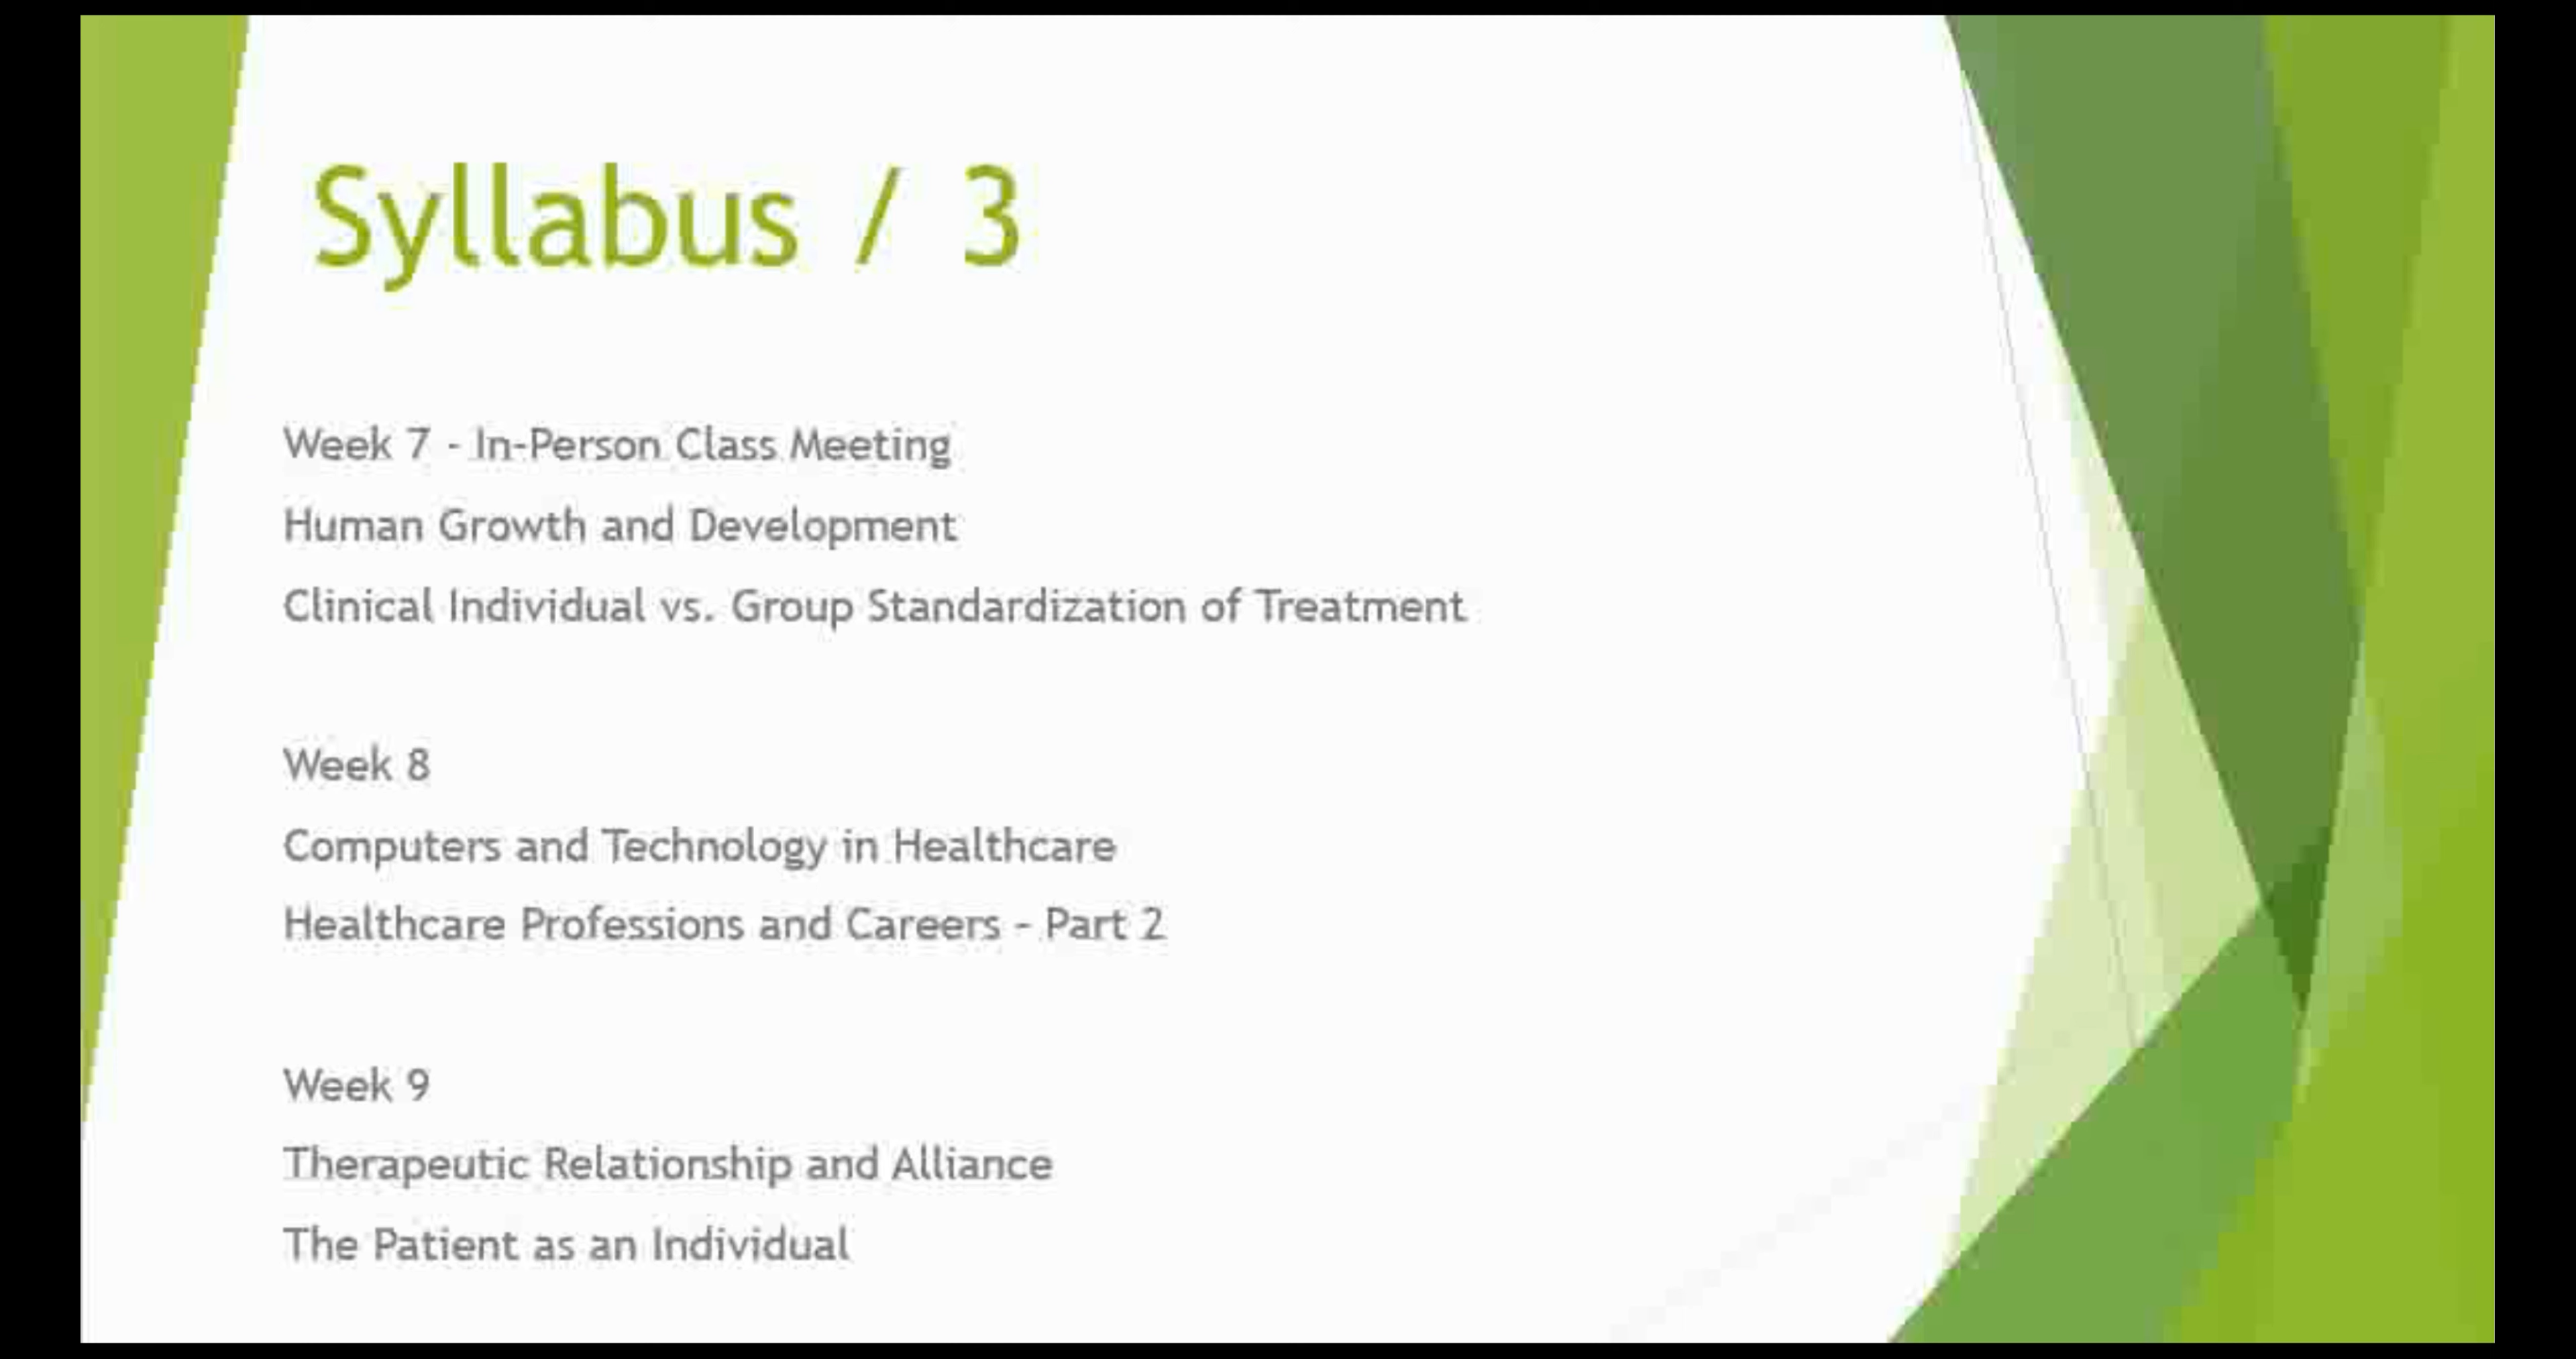 Syllabus / 3
Week 7 - In-Person Class Meeting
Human Growth and Development
Clinical Individual vs. Group Standardization of Treatment
Week 8
Computers and Technology in Healthcare
Healthcare Professions and Careers – Part 2
Week 9
Therapeutic Relationship and Alliance
The Patient as an Individual